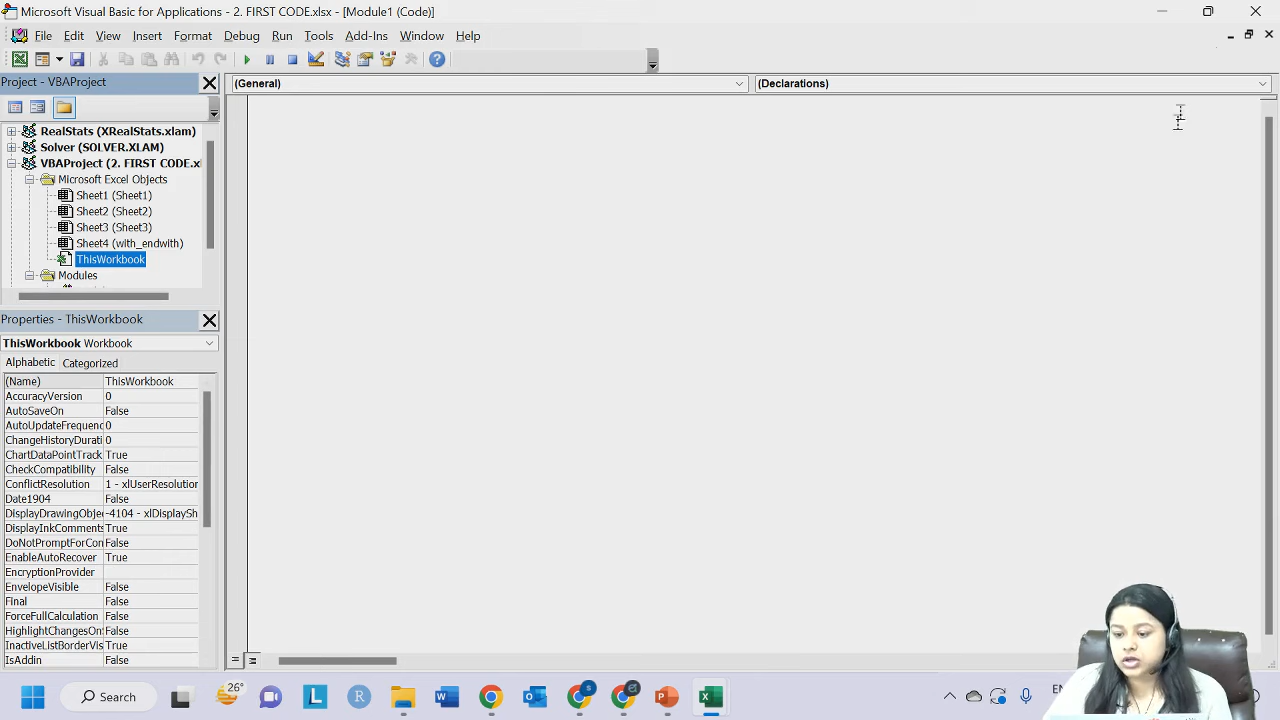 Microsoft Visual Basic for Applications - 2. FIRST CODE.xlsx - [Module1 (Code)]
File Edit View Insert Format Debug Run Tools Add-Ins Window Help
Project - VBAProject
(General) (Declarations)
RealStats (XRealStats.xlam)
Solver (SOLVER.XLAM)
VBAProject (2. FIRST CODE.x
Microsoft Excel Objects
Sheet1 (Sheet1)
Sheet2 (Sheet2)
Sheet3 (Sheet3)
Sheet4 (with_endwith)
ThisWorkbook
Modules
Properties - ThisWorkbook
ThisWorkbook Workbook
Alphabetic Categorized
(Name) ThisWorkbook
AccuracyVersion 0
AutoSaveOn False
AutoUpdateFrequenc 0
ChangeHistoryDurati 0
ChartDataPointTrack True
CheckCompatibility False
ConflictResolution 1 - xlUserResolution
Date1904 False
DisplayDrawingObje -4104 - xlDisplaySh
DisplayInkComments True
DoNotPromptForCon False
EnableAutoRecover True
EncryptionProvider
EnvelopeVisible False
Final False
ForceFullCalculation False
HighlightChangesOn False
InactiveListBorderVis True
IsAddin False
26°
Search
EN